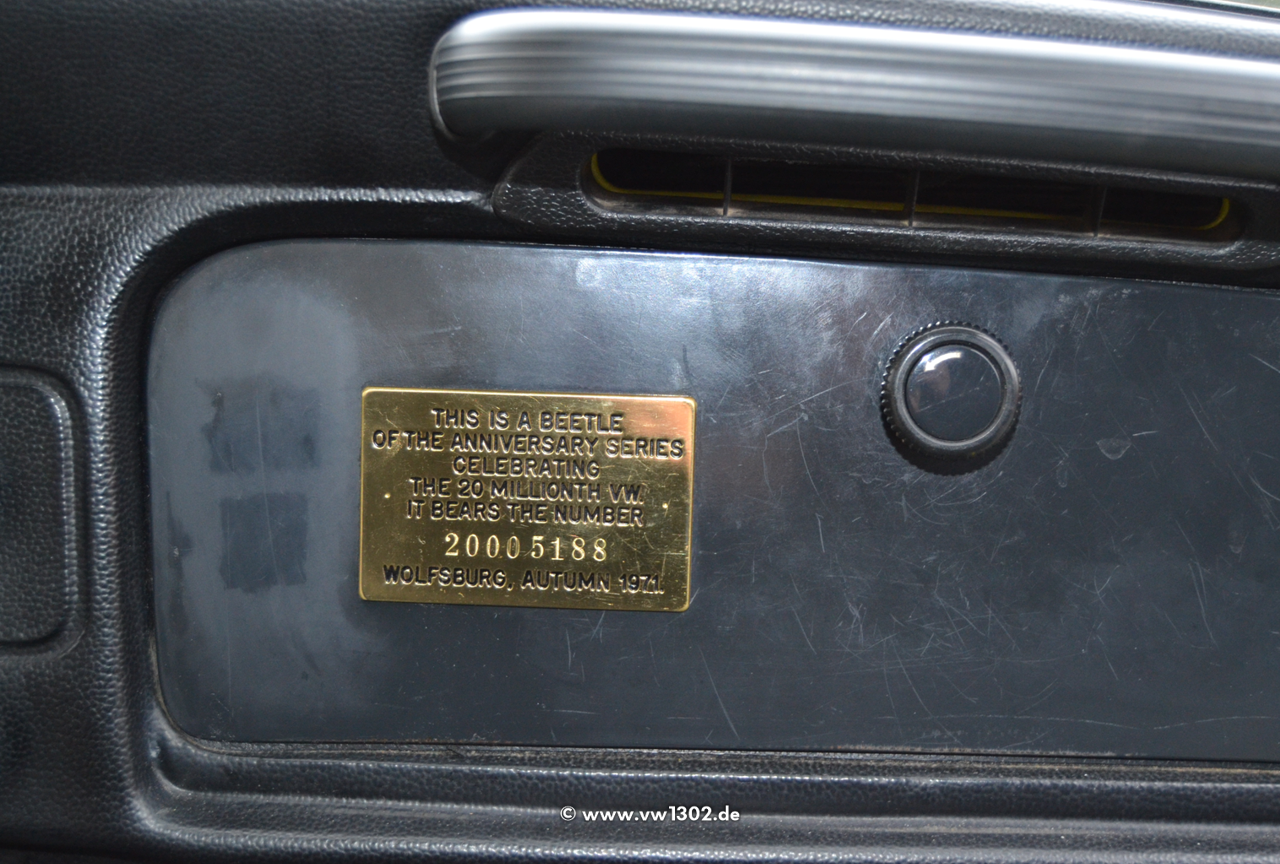 THIS IS A BEETLE
OF THE ANNIVERSARY SERIES
CELEBRATING
THE 20 MILLIONTH VW.
IT BEARS THE NUMBER
20005188
WOLFSBURG, AUTUMN 1971.
© www.vw1302.de